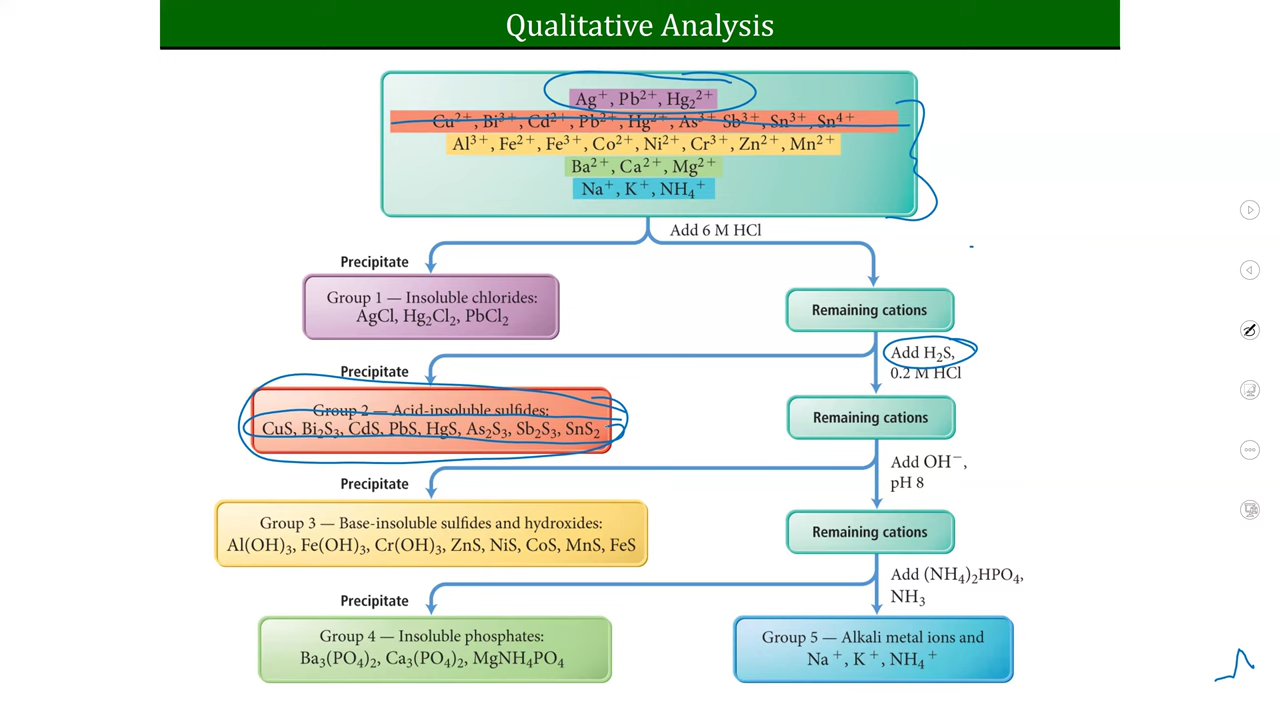 Qualitative Analysis
Ag⁺, Pb²⁺, Hg₂²⁺
Cu²⁺, Bi³⁺, Cd²⁺, Pb²⁺, Hg²⁺, As³⁺ Sb³⁺, Sn³⁺, Sn⁴⁺
Al³⁺, Fe²⁺, Fe³⁺, Co²⁺, Ni²⁺, Cr³⁺, Zn²⁺, Mn²⁺
Ba²⁺, Ca²⁺, Mg²⁺
Na⁺, K⁺, NH₄⁺
Add 6 M HCl
Precipitate
Group 1 — Insoluble chlorides:
AgCl, Hg₂Cl₂, PbCl₂
Remaining cations
Add H₂S,
0.2 M HCl
Precipitate
Group 2 — Acid-insoluble sulfides:
CuS, Bi₂S₃, CdS, PbS, HgS, As₂S₃, Sb₂S₃, SnS₂
Remaining cations
Add OH⁻,
pH 8
Precipitate
Group 3 — Base-insoluble sulfides and hydroxides:
Al(OH)₃, Fe(OH)₃, Cr(OH)₃, ZnS, NiS, CoS, MnS, FeS
Remaining cations
Add (NH₄)₂HPO₄,
NH₃
Precipitate
Group 4 — Insoluble phosphates:
Ba₃(PO₄)₂, Ca₃(PO₄)₂, MgNH₄PO₄
Group 5 — Alkali metal ions and
Na⁺, K⁺, NH₄⁺